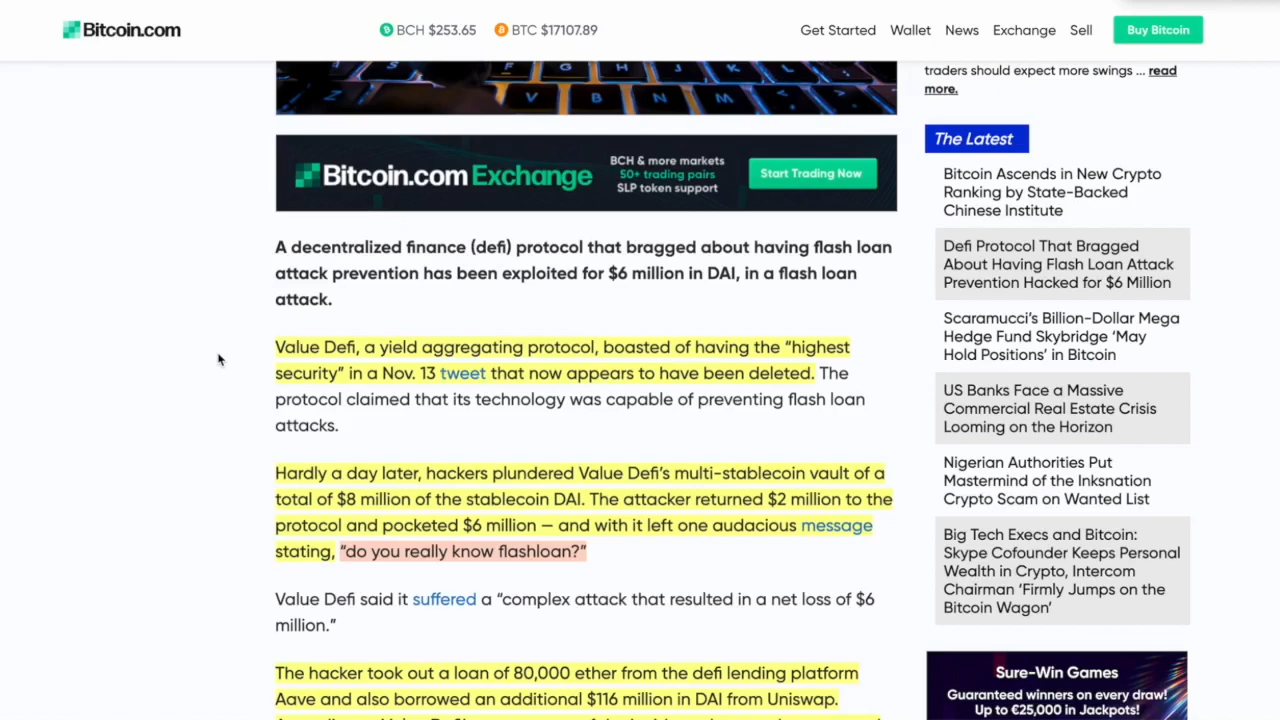 Bitcoin.com
BCH $253.65
BTC $17107.89
Get Started
Wallet
News
Exchange
Sell
Buy Bitcoin
F G H J K L
Z V B N M
Bitcoin.com Exchange
BCH & more markets
50+ trading pairs
SLP token support
Start Trading Now
A decentralized finance (defi) protocol that bragged about having flash loan
attack prevention has been exploited for $6 million in DAI, in a flash loan
attack.
Value Defi, a yield aggregating protocol, boasted of having the “highest
security” in a Nov. 13 tweet that now appears to have been deleted. The
protocol claimed that its technology was capable of preventing flash loan
attacks.
Hardly a day later, hackers plundered Value Defi’s multi-stablecoin vault of a
total of $8 million of the stablecoin DAI. The attacker returned $2 million to the
protocol and pocketed $6 million — and with it left one audacious message
stating, “do you really know flashloan?”
Value Defi said it suffered a “complex attack that resulted in a net loss of $6
million.”
The hacker took out a loan of 80,000 ether from the defi lending platform
Aave and also borrowed an additional $116 million in DAI from Uniswap.
traders should expect more swings ... read
more.
The Latest
Bitcoin Ascends in New Crypto
Ranking by State-Backed
Chinese Institute
Defi Protocol That Bragged
About Having Flash Loan Attack
Prevention Hacked for $6 Million
Scaramucci’s Billion-Dollar Mega
Hedge Fund Skybridge ‘May
Hold Positions’ in Bitcoin
US Banks Face a Massive
Commercial Real Estate Crisis
Looming on the Horizon
Nigerian Authorities Put
Mastermind of the Inksnation
Crypto Scam on Wanted List
Big Tech Execs and Bitcoin:
Skype Cofounder Keeps Personal
Wealth in Crypto, Intercom
Chairman ‘Firmly Jumps on the
Bitcoin Wagon’
Sure-Win Games
Guaranteed winners on every draw!
Up to €25,000 in Jackpots!